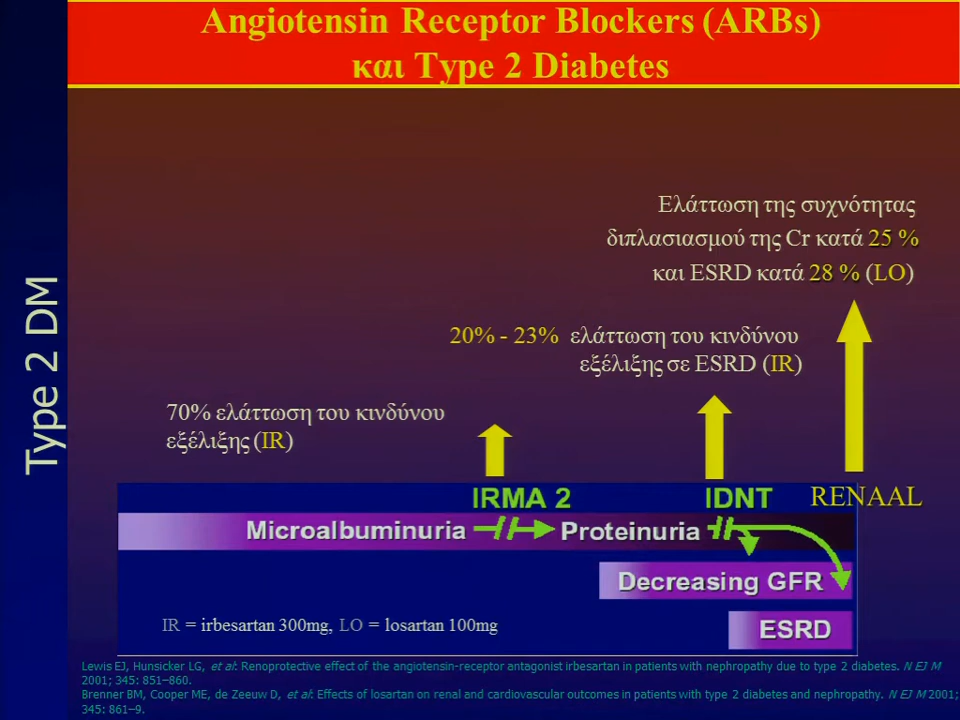 Angiotensin Receptor Blockers (ARBs)
και Type 2 Diabetes
Type 2 DM
Ελάττωση της συχνότητας
διπλασιασμού της Cr κατά 25 %
και ESRD κατά 28 % (LO)
20% - 23% ελάττωση του κινδύνου
εξέλιξης σε ESRD (IR)
70% ελάττωση του κινδύνου
εξέλιξης (IR)
IRMA 2
IDNT
RENAAL
Microalbuminuria
Proteinuria
Decreasing GFR
ESRD
IR = irbesartan 300mg, LO = losartan 100mg
Lewis EJ, Hunsicker LG, et al: Renoprotective effect of the angiotensin-receptor antagonist irbesartan in patients with nephropathy due to type 2 diabetes. N EJ M
2001; 345: 851–860.
Brenner BM, Cooper ME, de Zeeuw D, et al: Effects of losartan on renal and cardiovascular outcomes in patients with type 2 diabetes and nephropathy. N EJ M 2001;
345: 861–9.